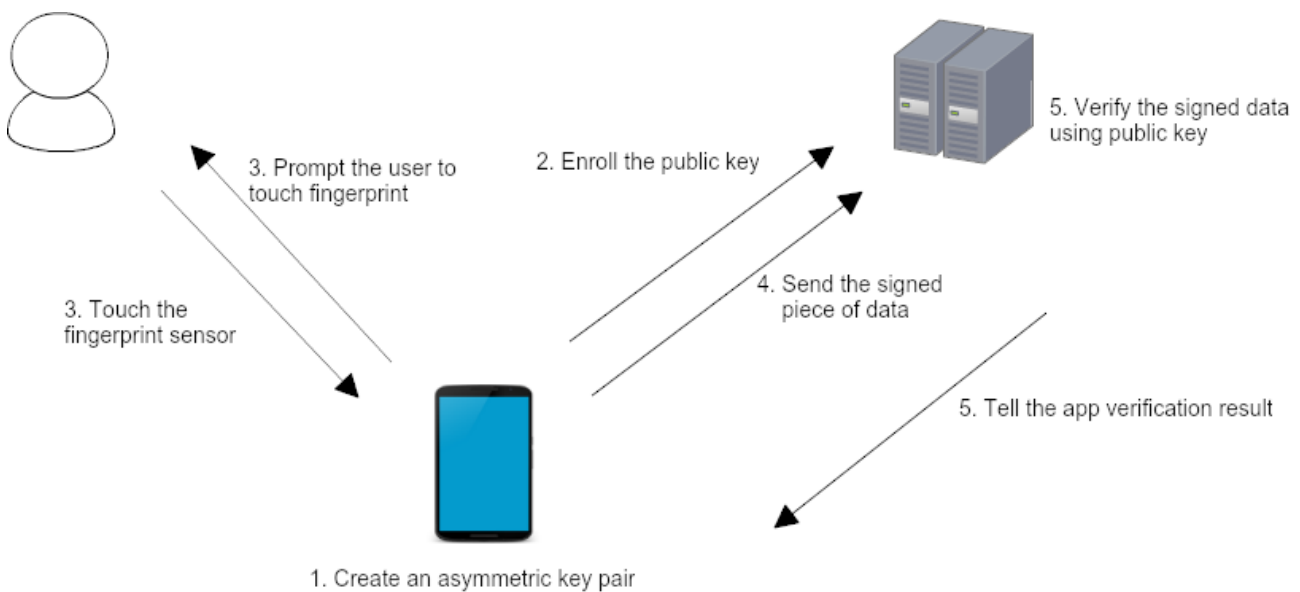 5. Verify the signed data
using public key
3. Prompt the user to
touch fingerprint
2. Enroll the public key
3. Touch the
fingerprint sensor
4. Send the signed
piece of data
5. Tell the app verification result
1. Create an asymmetric key pair